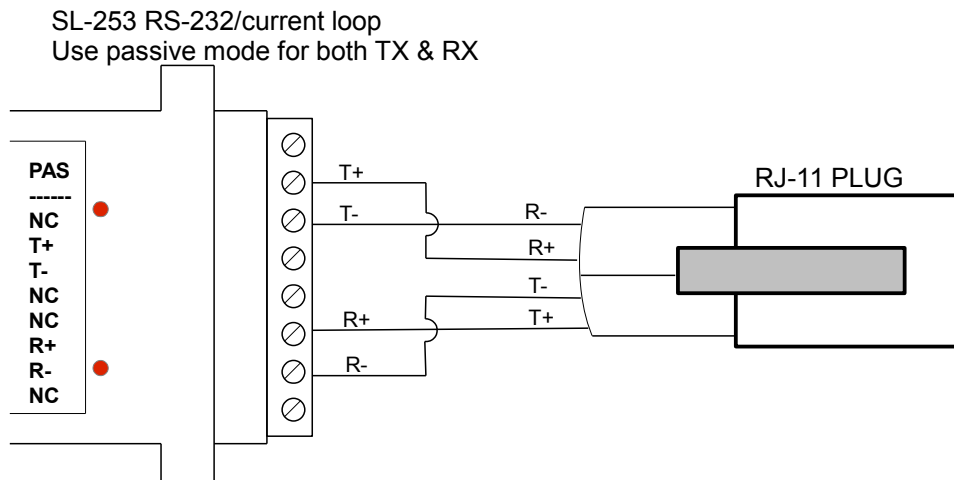 SL-253 RS-232/current loop
Use passive mode for both TX & RX
PAS
------
NC
T+
T-
NC
NC
R+
R-
NC
T+
T-
R+
R-
R-
R+
T-
T+
RJ-11 PLUG